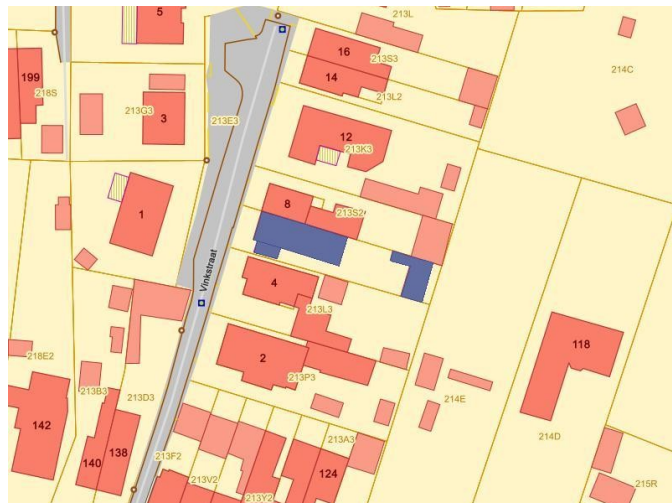 5
213L
16
213S3
14
213L2
214C
199
218S
213G3
3
213E3
12
213K3
8
213S2
1
Vinkstraat
4
213L3
118
2
218E2
213P3
213B3
214E
213D3
142
138
140
213A3
214D
213F2
124
213V2
213Y2
215R